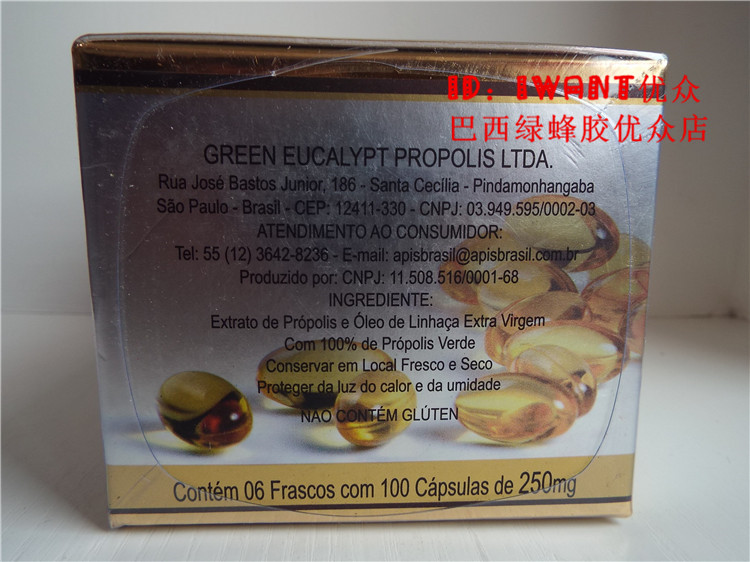 ID: IWANT优众
巴西绿蜂胶优众店
GREEN EUCALYPT PROPOLIS LTDA.
Rua José Bastos Junior, 186 - Santa Cecília - Pindamonhangaba
São Paulo - Brasil - CEP: 12411-330 - CNPJ: 03.949.595/0002-03
ATENDIMENTO AO CONSUMIDOR:
Tel: 55 (12) 3642-8236 - E-mail: apisbrasil@apisbrasil.com.br
Produzido por: CNPJ: 11.508.516/0001-68
INGREDIENTE:
Extrato de Própolis e Óleo de Linhaça Extra Virgem
Com 100% de Própolis Verde
Conservar em Local Fresco e Seco
Proteger da luz do calor e da umidade
NAO CONTÉM GLÚTEN
Contém 06 Frascos com 100 Cápsulas de 250mg